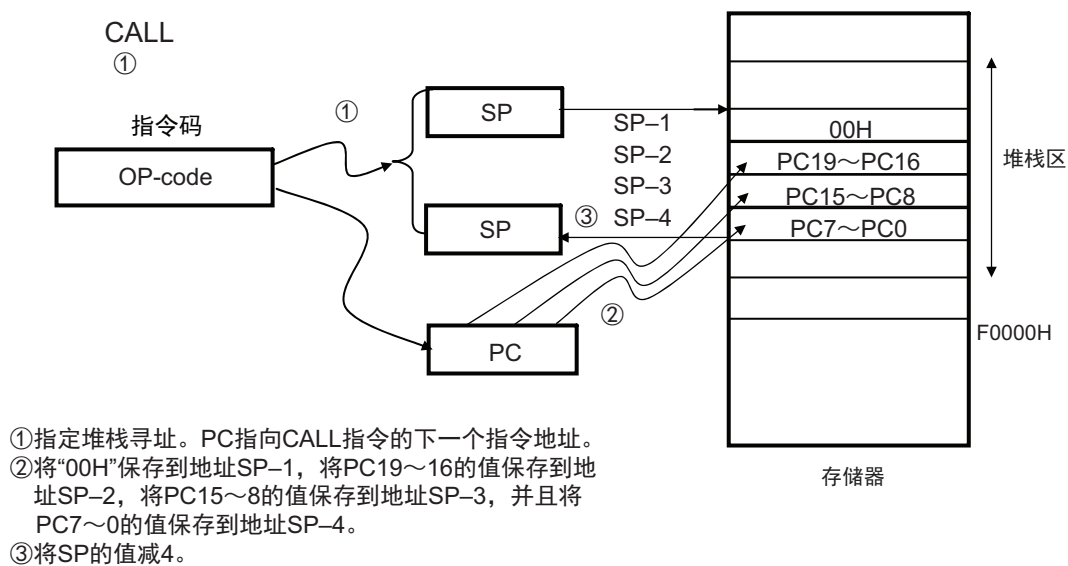 CALL
①
指令码
OP-code
①
SP
SP
③
SP–1
SP–2
SP–3
SP–4
②
PC
00H
PC19～PC16
PC15～PC8
PC7～PC0
堆栈区
F0000H
存储器
①指定堆栈寻址。PC指向CALL指令的下一个指令地址。
②将“00H”保存到地址SP–1，将PC19～16的值保存到地
址SP–2，将PC15～8的值保存到地址SP–3，并且将
PC7～0的值保存到地址SP–4。
③将SP的值减4。